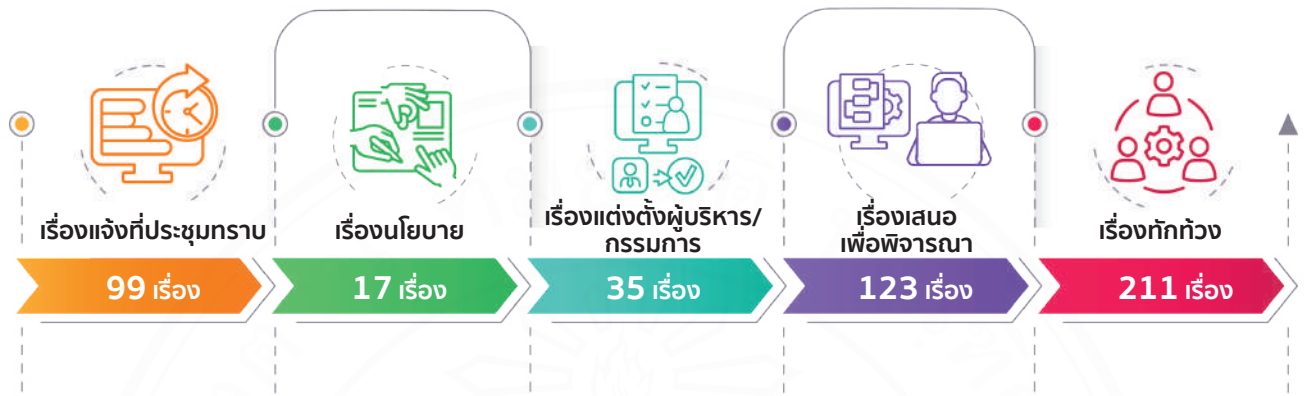 เรื่องแจ้งที่ประชุมทราบ
99 เรื่อง
เรื่องนโยบาย
17 เรื่อง
เรื่องแต่งตั้งผู้บริหาร/
กรรมการ
35 เรื่อง
เรื่องเสนอ
เพื่อพิจารณา
123 เรื่อง
เรื่องทักท้วง
211 เรื่อง